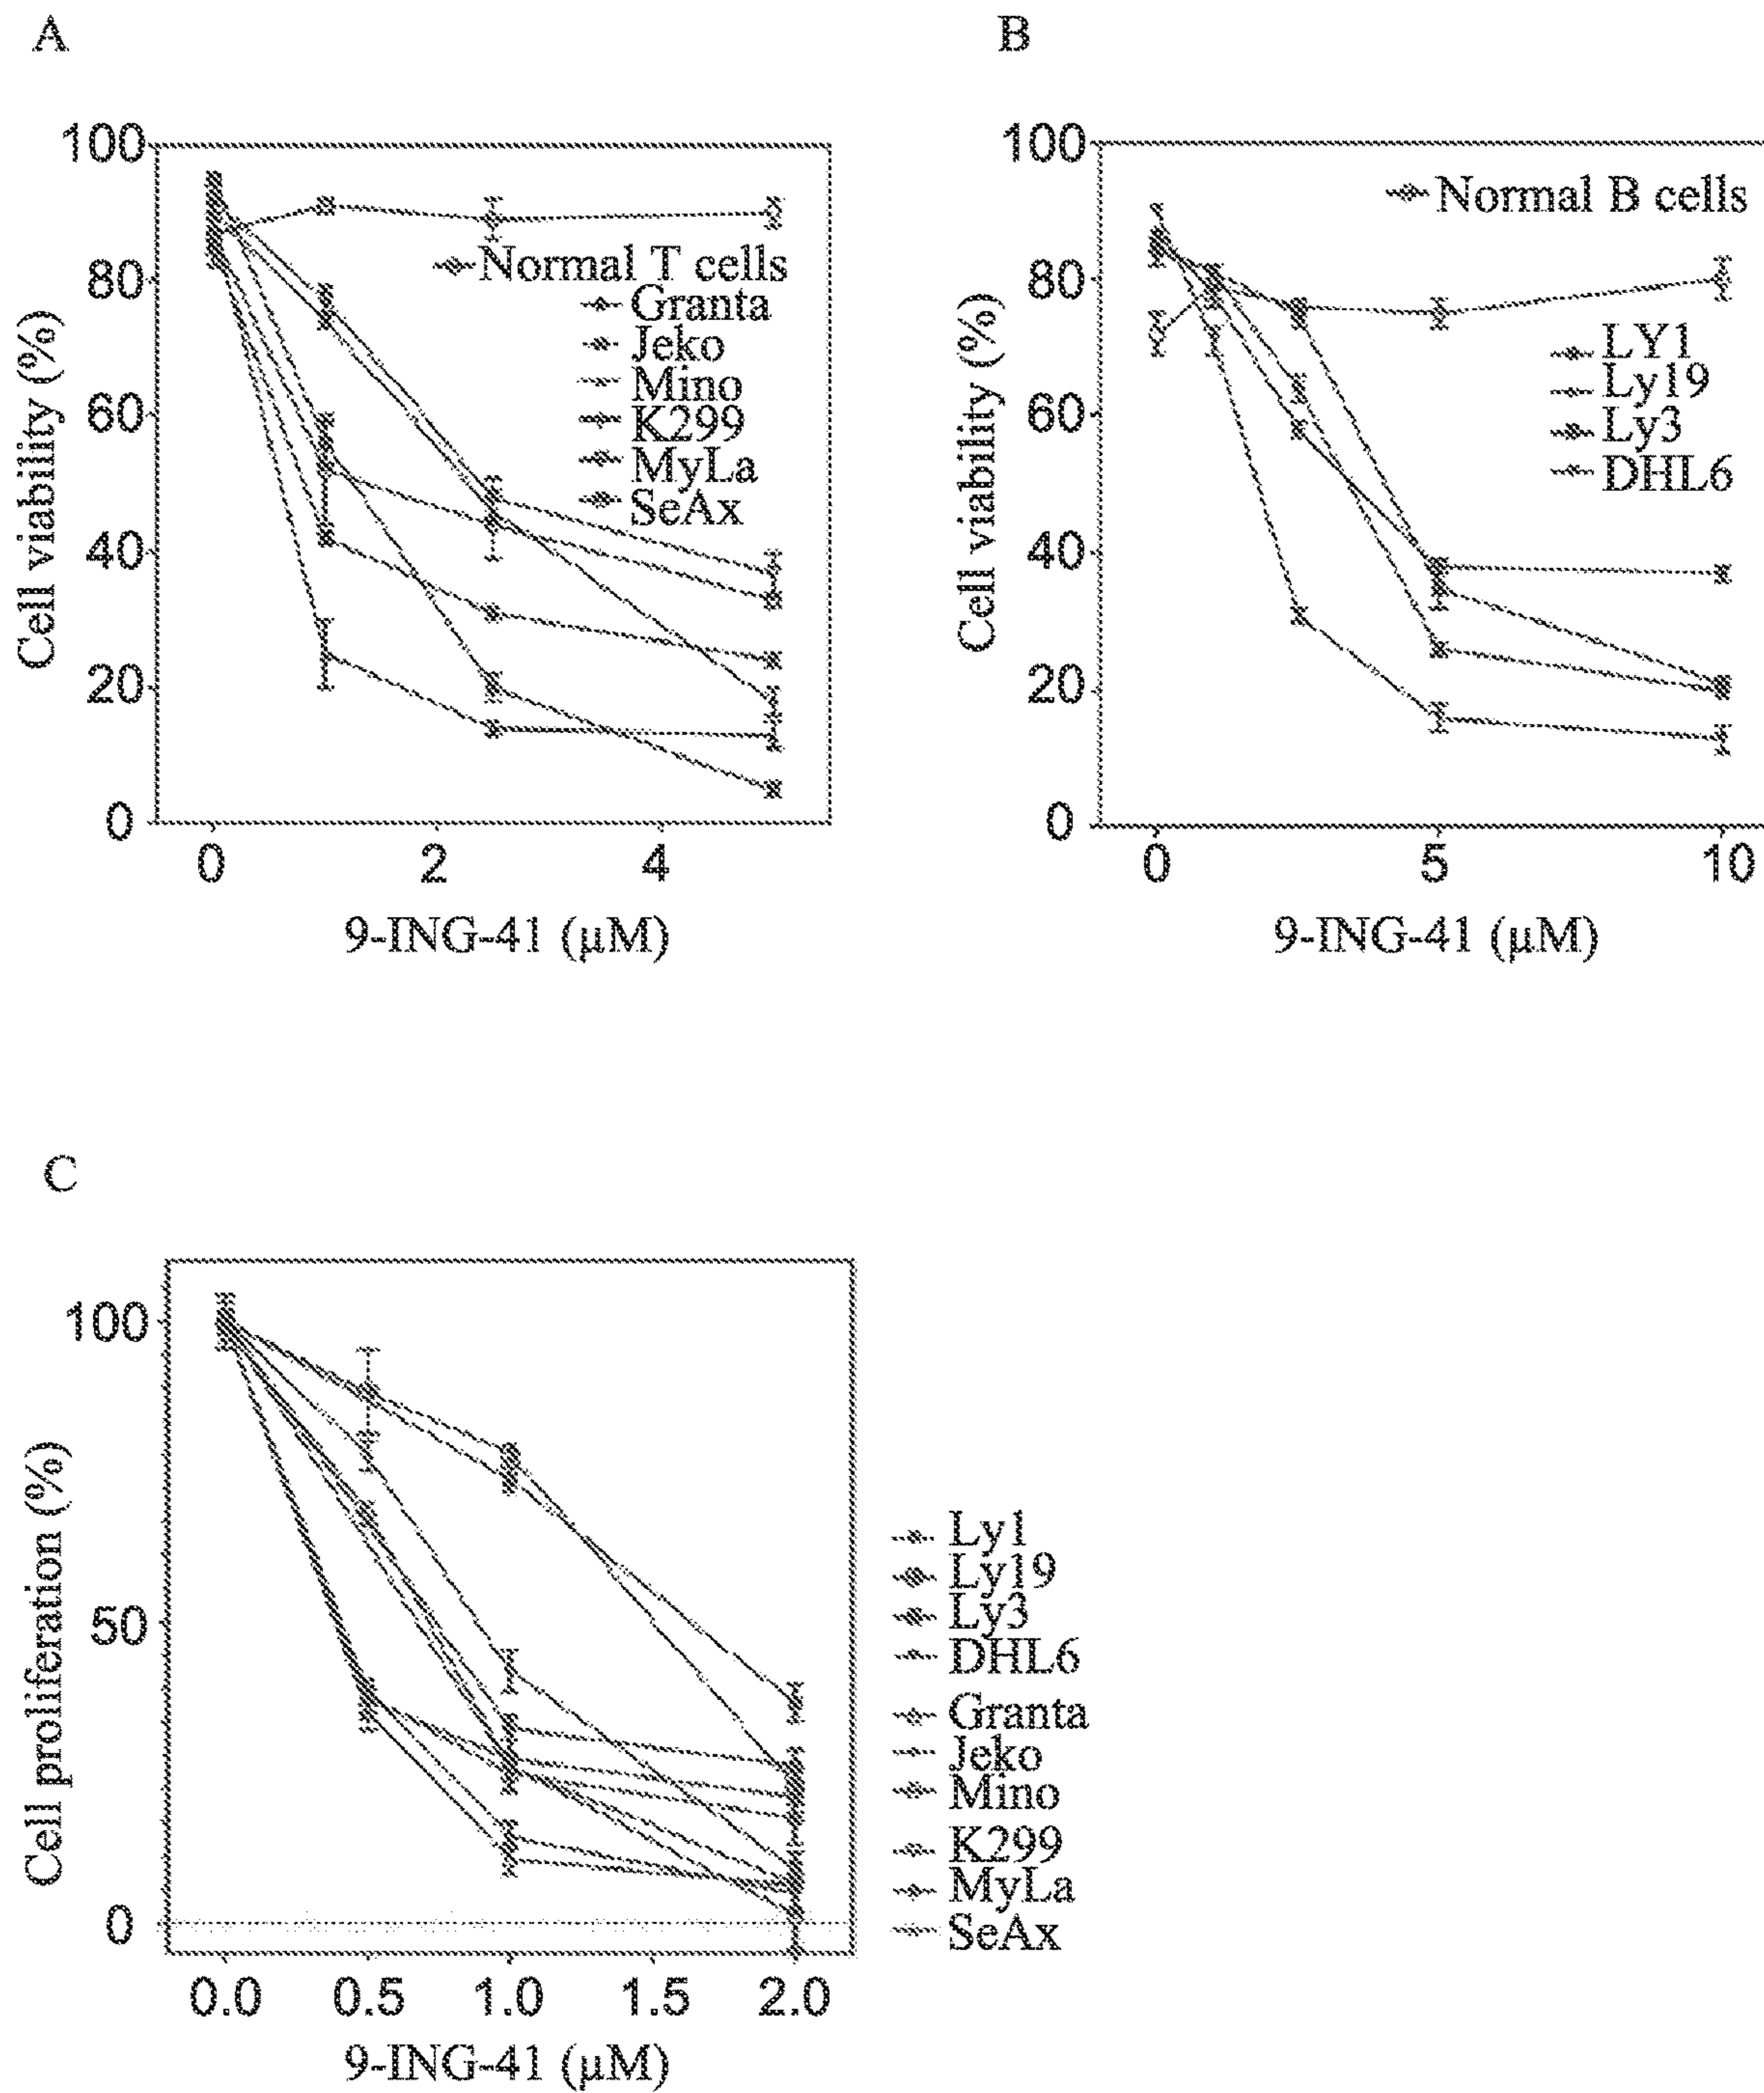 A
100
80
60
40
20
0
Cell viability (%)
Normal T cells
Granta
Jeko
Mino
K299
MyLa
SeAx
0 2 4
9-ING-41 (μM)
B
100
80
60
40
20
0
Cell viability (%)
Normal B cells
LY1
Ly19
Ly3
DHL6
0 5 10
9-ING-41 (μM)
C
100
50
0
Cell proliferation (%)
0.0 0.5 1.0 1.5 2.0
9-ING-41 (μM)
Ly1
Ly19
Ly3
DHL6
Granta
Jeko
Mino
K299
MyLa
SeAx